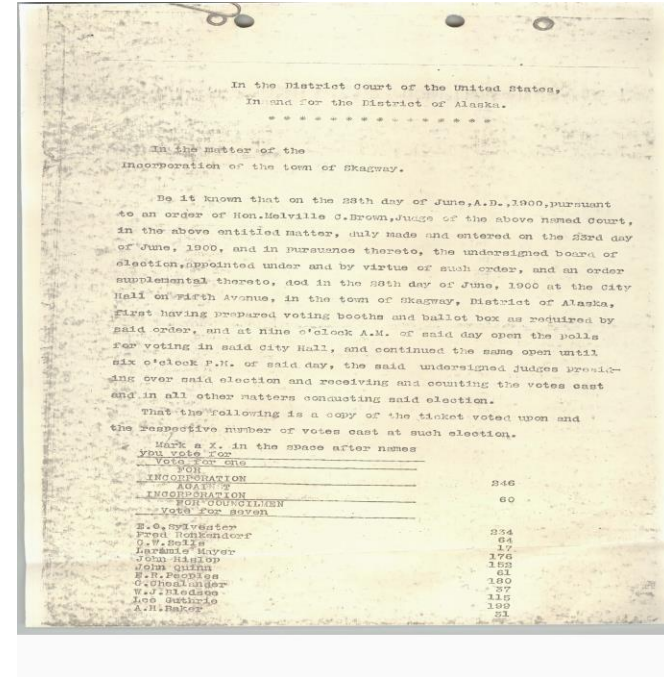 In the District Court of the United States,
In and for the District of Alaska.
* * * * * * * * * * * * * *
In the matter of the
Incorporation of the town of Skagway.
Be it known that on the 28th day of June,A.D.,1900,pursuant
to an order of Hon.Melville C.Brown,Judge of the above named Court,
in the above entitled matter, duly made and entered on the 23rd day
of June, 1900, and in pursuance thereto, the undersigned board of
election,appointed under and by virtue of such order, and an order
supplemental thereto, dod in the 28th day of June, 1900 at the City
Hall on Fifth Avenue, in the town of Skagway, District of Alaska,
first having prepared voting booths and ballot box as required by
said order, and at nine o'clock A.M. of said day open the polls
for voting in said City Hall, and continued the same open until
six o'clock P.M. of said day, the said undersigned judges presid-
ing over said election and receiving and counting the votes cast
and in all other matters conducting said election.
That the following is a copy of the ticket voted upon and
the respective number of votes cast at such election.
Mark a X. in the space after names
you vote for
Vote for one
FOR
INCORPORATION 246
AGAINST
INCORPORATION 60
FOR COUNCILMEN
Vote for seven
E.O.Sylvester 234
Fred Ronkendorf 64
G.W.Sells 17
Laramie Mayer 176
John Hislop 152
John Quinn 61
E.R.Peoples 180
C.Chealander 37
W.J.Bledsoe 115
Lee Guthrie 199
A.H.Baker 31